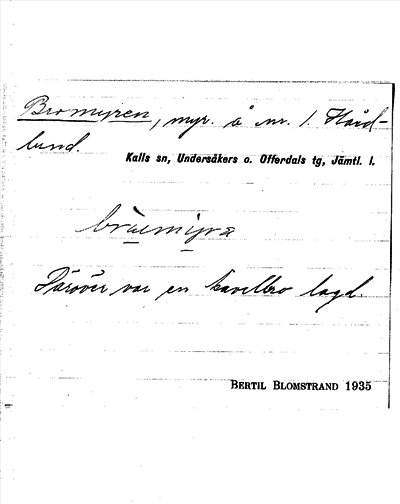 Bromyren, myr. å nr. 1. Hård-
lund.
Kalls sn, Undersåkers o. Offerdals tg, Jämtl. l.
Däröver var en kavelbro lagd.
BERTIL BLOMSTRAND 1935